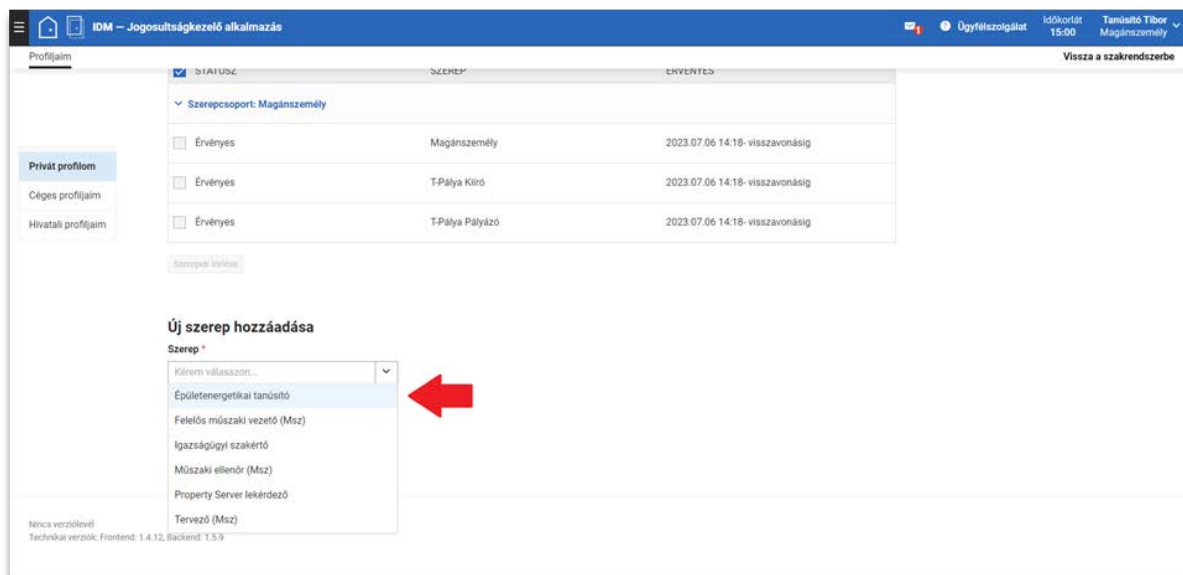 IDM — Jogosultságkezelő alkalmazás
1
Ügyfélszolgálat
Időkorlát
15:00
Tanúsító Tibor
Magánszemély
Profiljaim
Vissza a szakrendszerbe
STÁTUSZ SZEREP ÉRVÉNYES
Szerepcsoport: Magánszemély
Érvényes Magánszemély 2023.07.06 14:18- visszavonásig
Privát profilom
Érvényes T-Pálya Kiíró 2023.07.06 14:18- visszavonásig
Céges profiljaim
Hivatali profiljaim
Érvényes T-Pálya Pályázó 2023.07.06 14:18- visszavonásig
Szerepek törlése
Új szerep hozzáadása
Szerep *
Kérem válasszon...
Épületenergetikai tanúsító
Felelős műszaki vezető (Msz)
Igazságügyi szakértő
Műszaki ellenőr (Msz)
Property Server lekérdező
Tervező (Msz)
Nincs verziólevél
Technikai verziók: Frontend: 1.4.12, Backend: 1.5.9